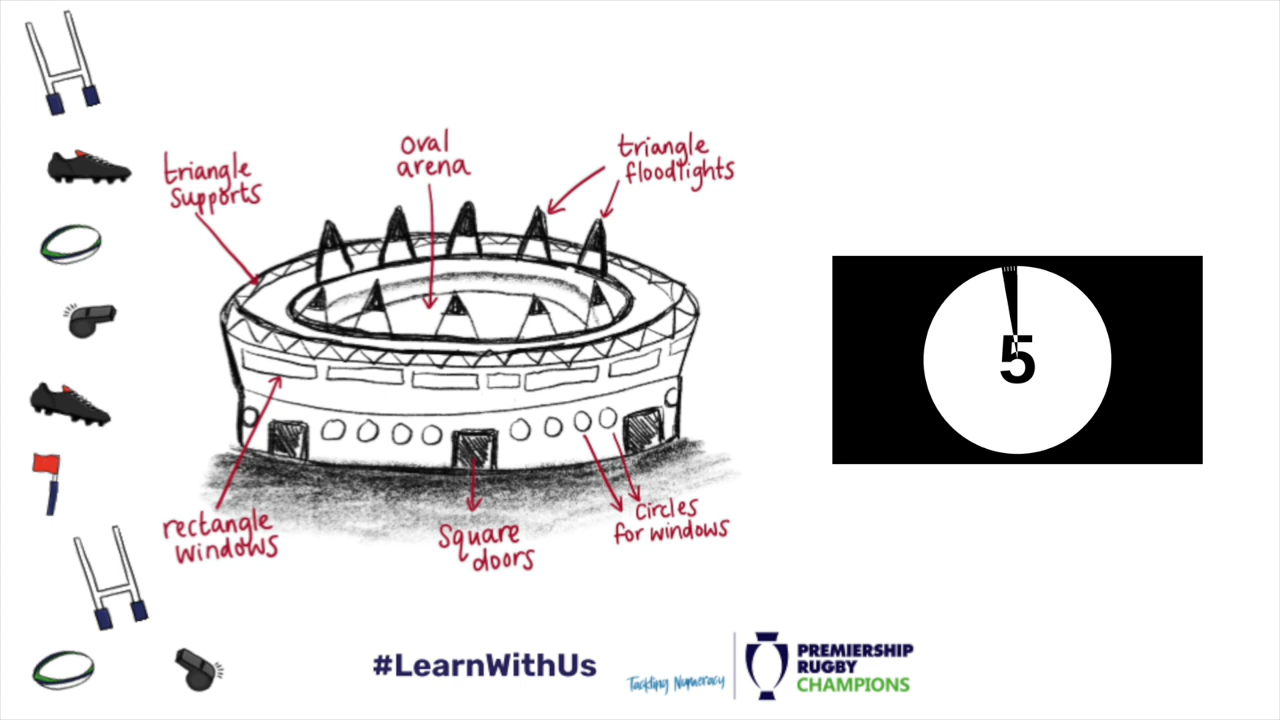 oval
arena
triangle
floodlights
triangle
supports
5
rectangle
windows
Square
doors
Circles
for windows
#LearnWithUs
Tackling Numeracy
PREMIERSHIP
RUGBY
CHAMPIONS